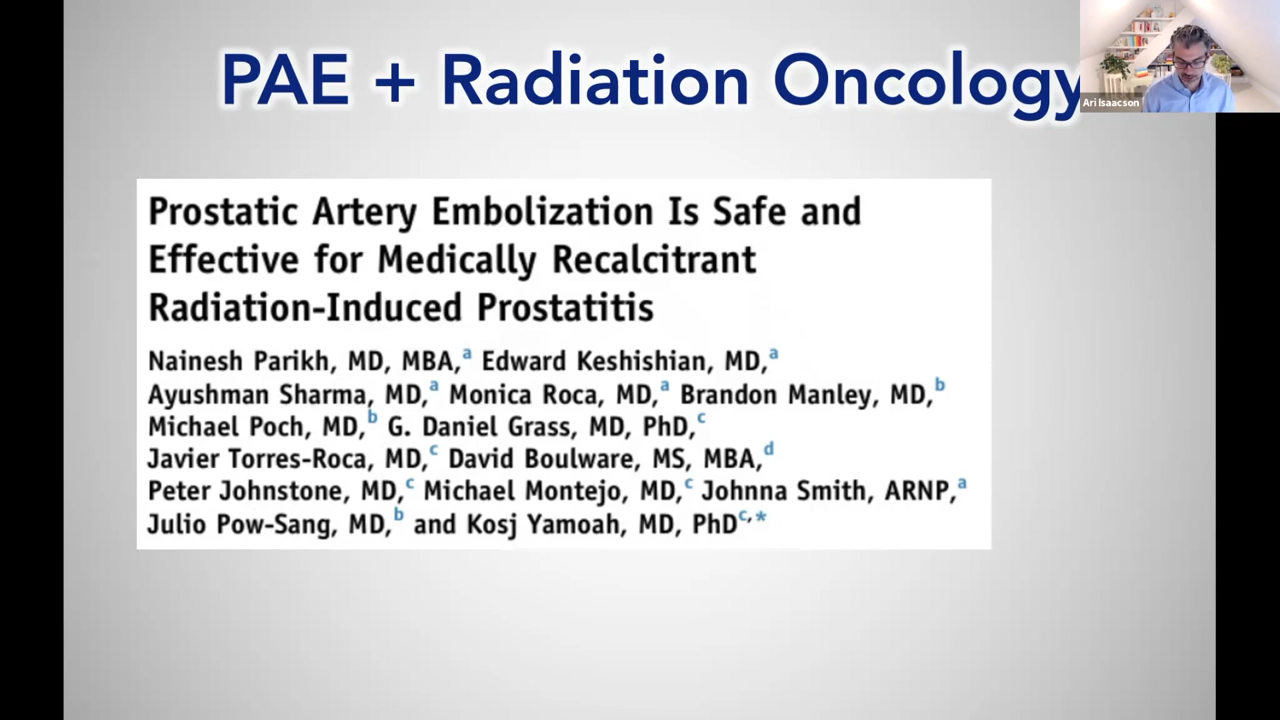 PAE + Radiation Oncology
Ari Isaacson
Prostatic Artery Embolization Is Safe and
Effective for Medically Recalcitrant
Radiation-Induced Prostatitis
Nainesh Parikh, MD, MBA,a Edward Keshishian, MD,a
Ayushman Sharma, MD,a Monica Roca, MD,a Brandon Manley, MD,b
Michael Poch, MD,b G. Daniel Grass, MD, PhD,c
Javier Torres-Roca, MD,c David Boulware, MS, MBA,d
Peter Johnstone, MD,c Michael Montejo, MD,c Johnna Smith, ARNP,a
Julio Pow-Sang, MD,b and Kosj Yamoah, MD, PhDc,*